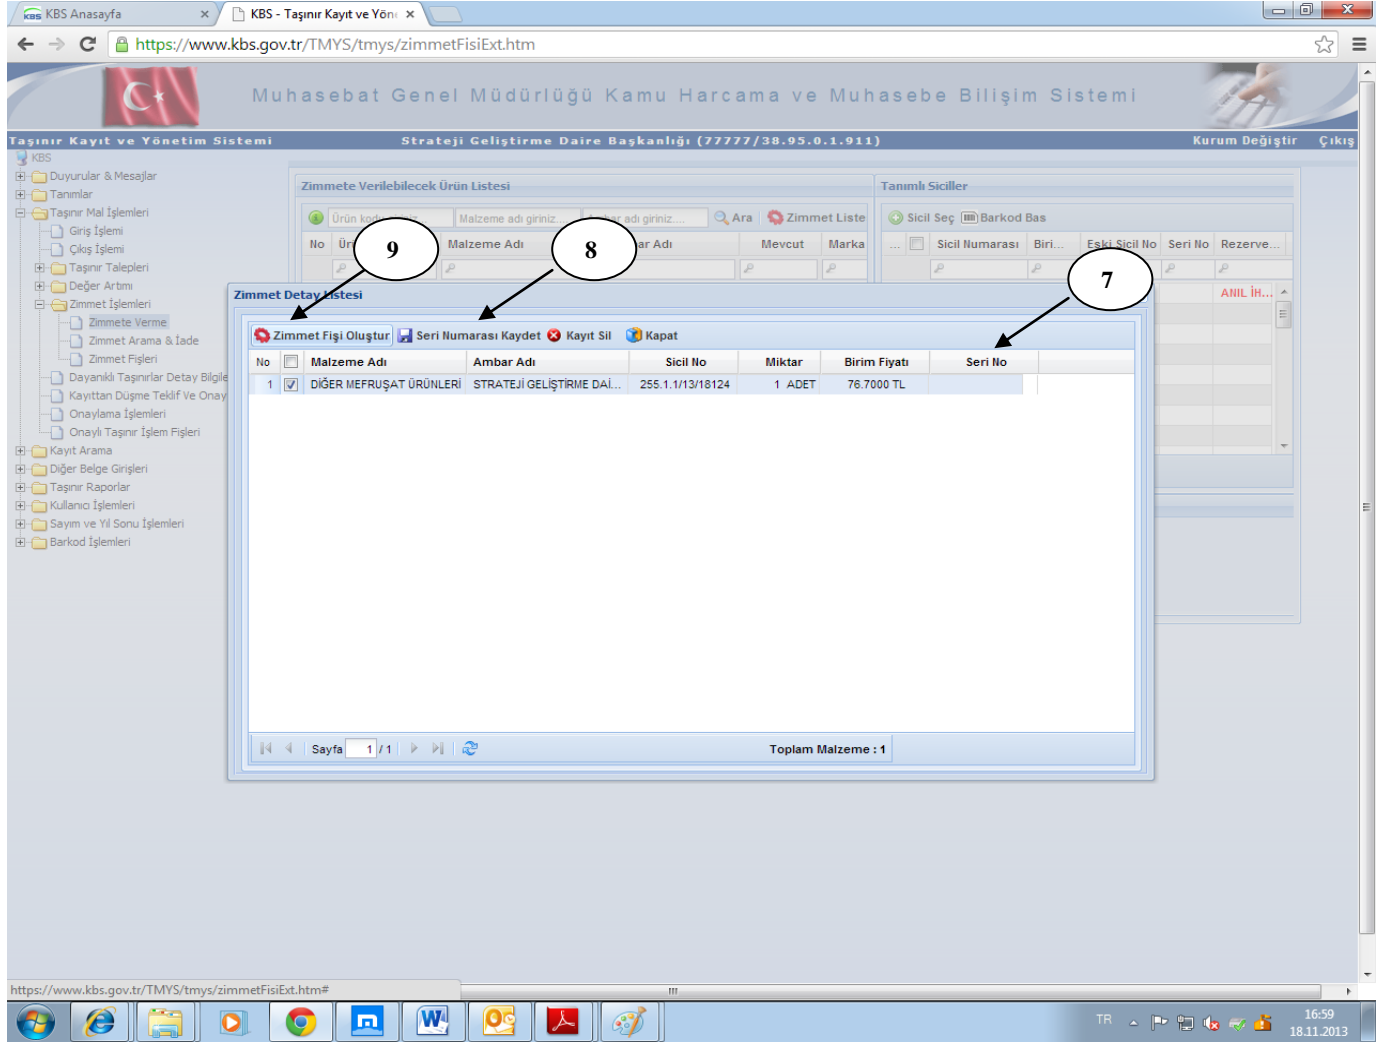 KBS Anasayfa
KBS - Taşınır Kayıt ve Yön
https://www.kbs.gov.tr/TMYS/tmys/zimmetFisiExt.htm
Muhasebat Genel Müdürlüğü Kamu Harcama ve Muhasebe Bilişim Sistemi
Taşınır Kayıt ve Yönetim Sistemi
Strateji Geliştirme Daire Başkanlığı (77777/38.95.0.1.911)
Kurum Değiştir Çıkış
KBS
Duyurular & Mesajlar
Tanımlar
Taşınır Mal İşlemleri
Giriş İşlemi
Çıkış İşlemi
Taşınır Talepleri
Değer Artımı
Zimmet İşlemleri
Zimmete Verme
Zimmet Arama & İade
Zimmet Fişleri
Dayanıklı Taşınırlar Detay Bilgile
Kayıttan Düşme Teklif Ve Onay
Onaylama İşlemleri
Onaylı Taşınır İşlem Fişleri
Kayıt Arama
Diğer Belge Girişleri
Taşınır Raporlar
Kullanıcı İşlemleri
Sayım ve Yıl Sonu İşlemleri
Barkod İşlemleri
Zimmete Verilebilecek Ürün Listesi
Ürün kodu giriniz... Malzeme adı giriniz.... adı giriniz.... Ara Zimmet Liste
No Ür Malzeme Adı ar Adı Mevcut Marka
Tanımlı Siciller
Sicil Seç Barkod Bas
... Sicil Numarası Biri... Eski Sicil No Seri No Rezerve...
ANIL İH...
9
8
7
Zimmet Detay Listesi
Zimmet Fişi Oluştur Seri Numarası Kaydet Kayıt Sil Kapat
No Malzeme Adı Ambar Adı Sicil No Miktar Birim Fiyatı Seri No
1 DİĞER MEFRUŞAT ÜRÜNLERİ STRATEJİ GELİŞTİRME DAİ... 255.1.1/13/18124 1 ADET 76.7000 TL
Sayfa 1 / 1
Toplam Malzeme : 1
https://www.kbs.gov.tr/TMYS/tmys/zimmetFisiExt.htm#
TR
16:59
18.11.2013